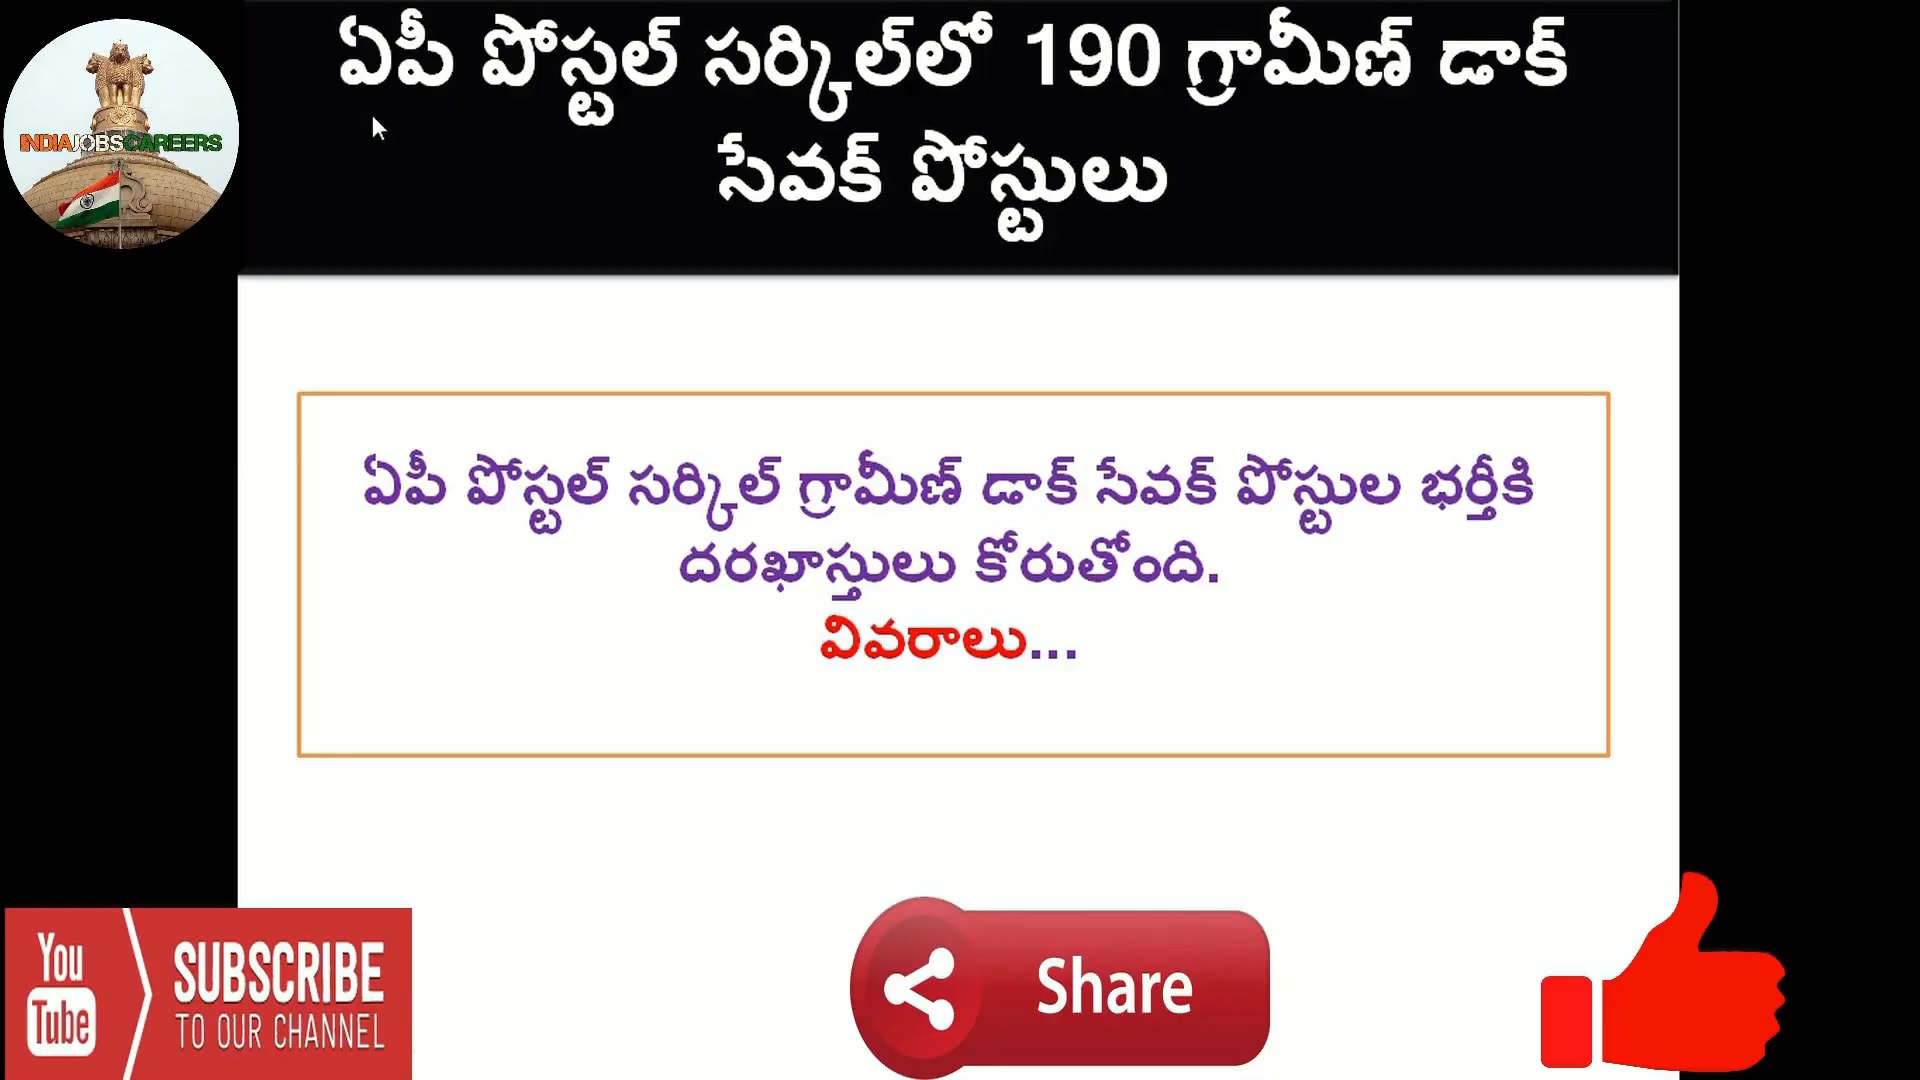 ఏపీ పోస్టల్ సర్కిల్‌లో 190 గ్రామీణ్ డాక్
సేవక్ పోస్టులు
INDIAJOBSCAREERS
ఏపీ పోస్టల్ సర్కిల్ గ్రామీణ్ డాక్ సేవక్ పోస్టుల భర్తీకి
దరఖాస్తులు కోరుతోంది.
వివరాలు...
You
Tube
SUBSCRIBE
TO OUR CHANNEL
Share